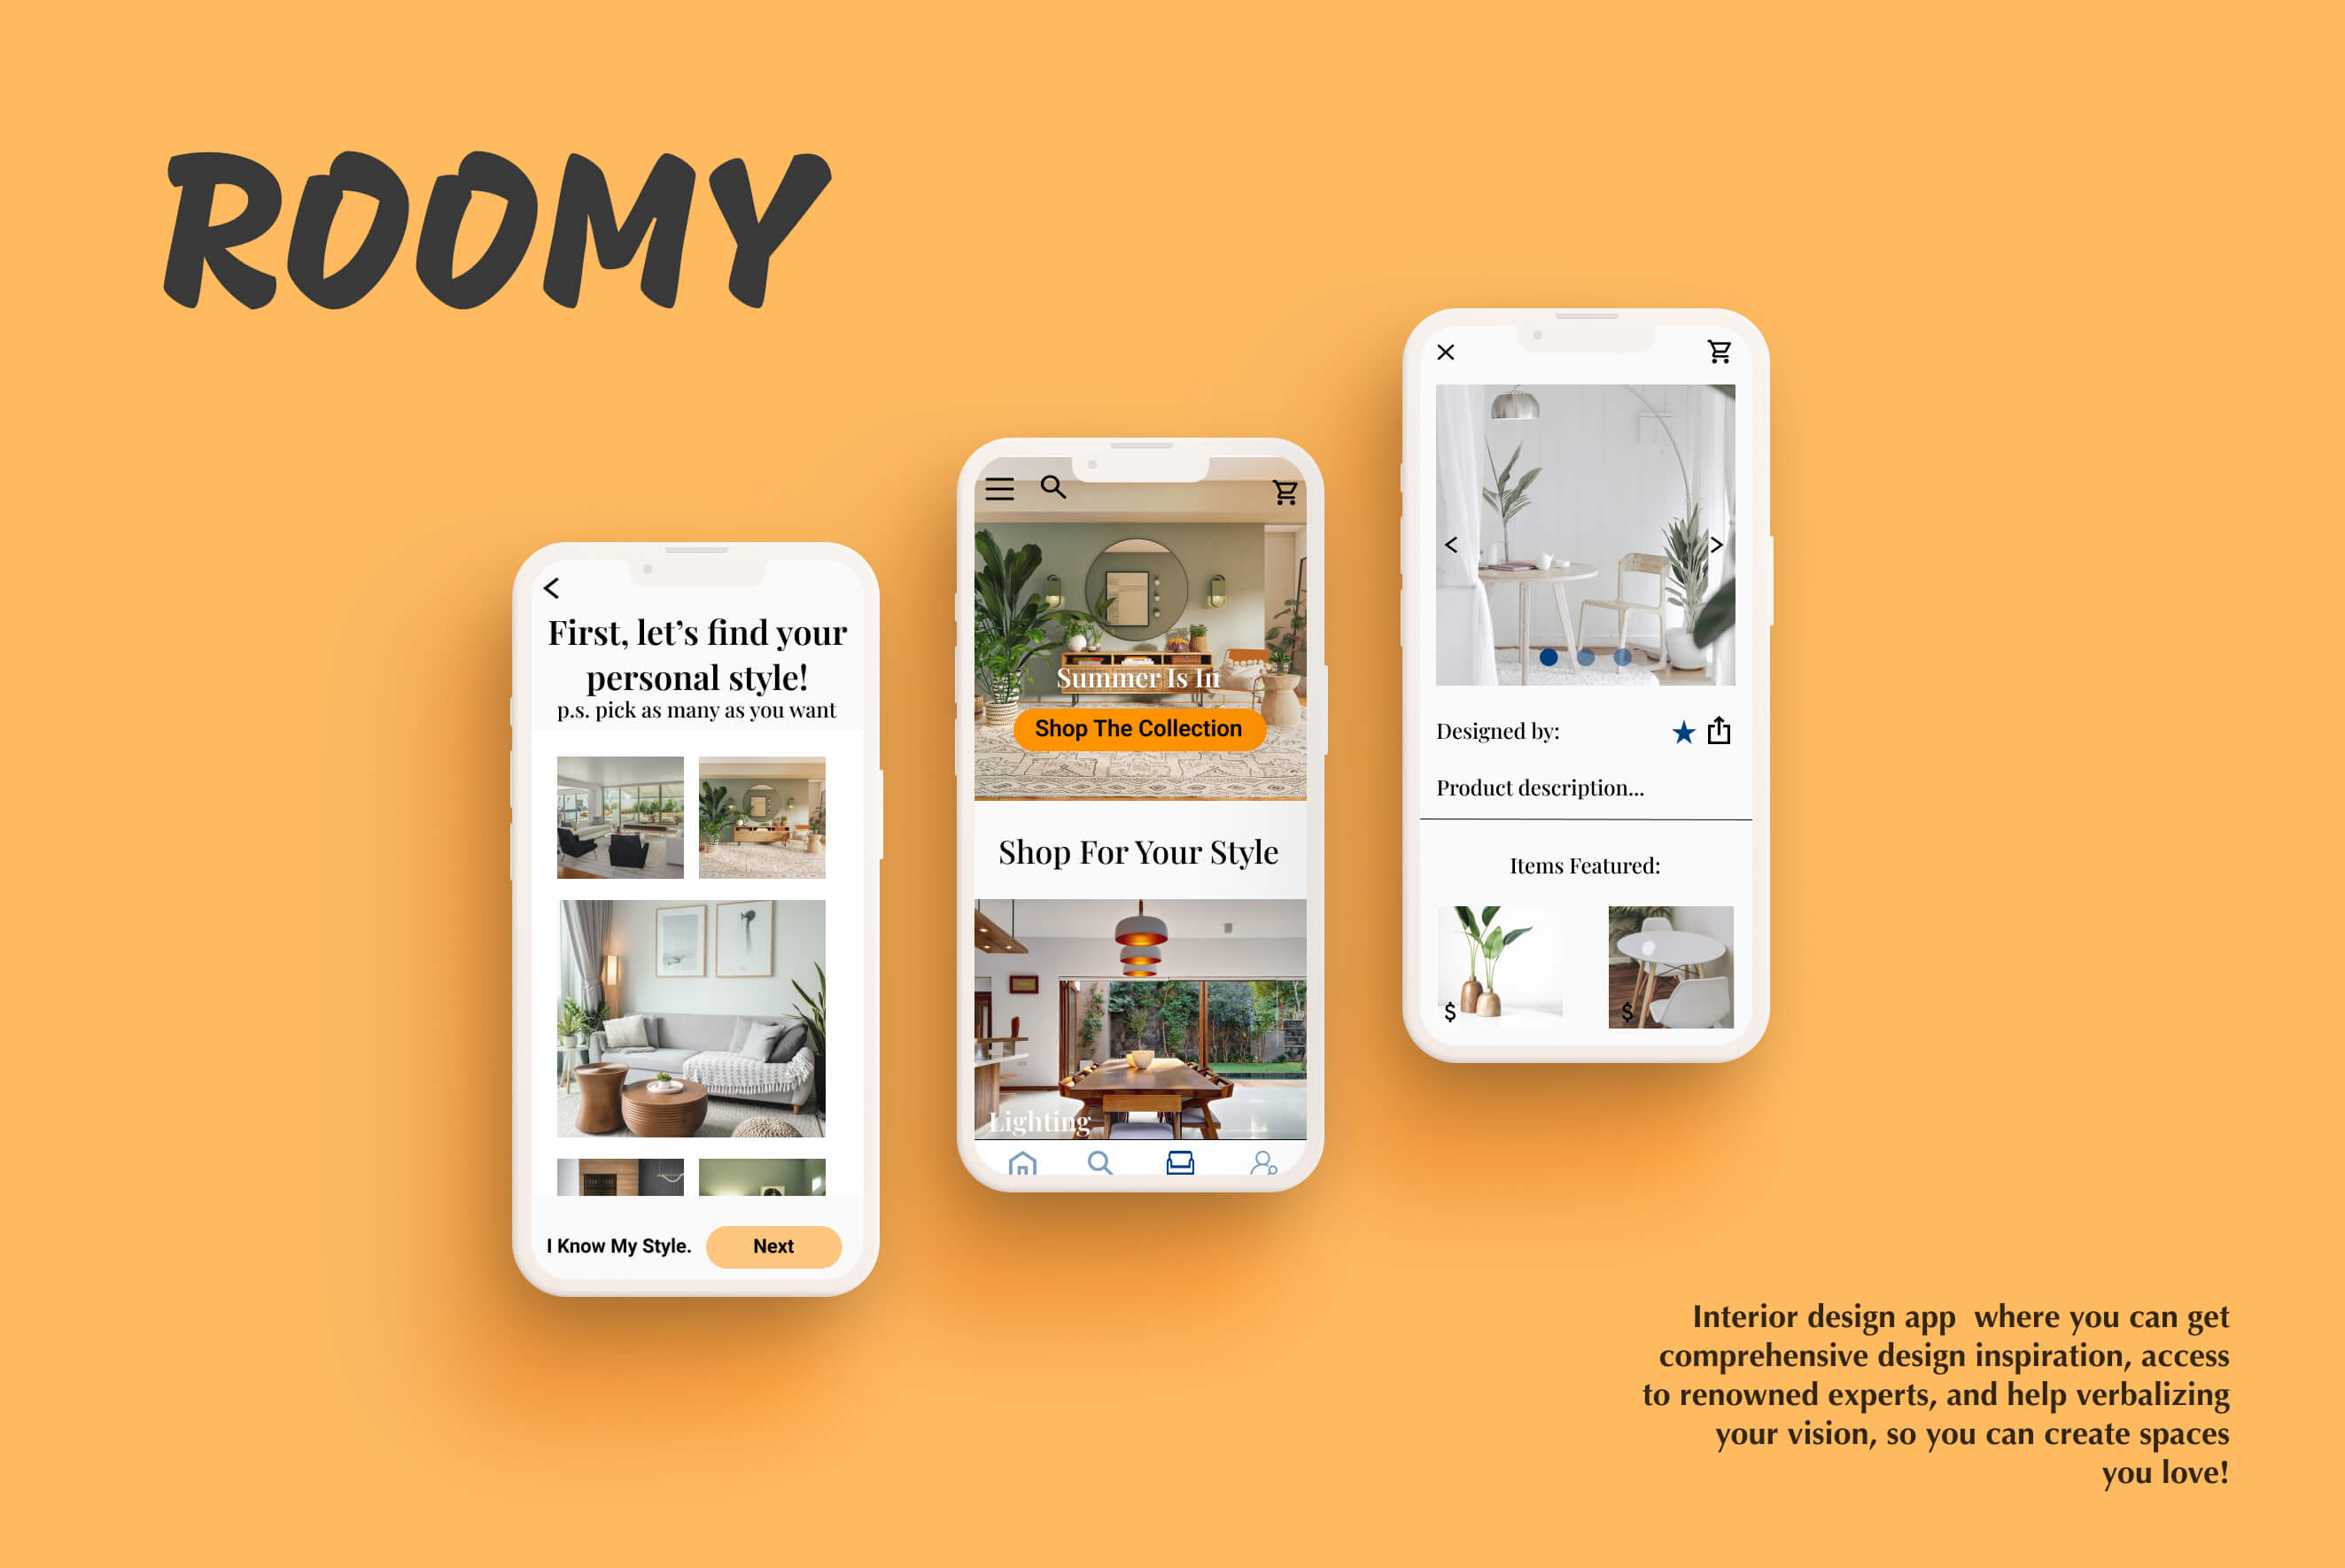 ROOMY
First, let's find your
personal style!
p.s. pick as many as you want
I Know My Style.
Next
Summer Is In
Shop The Collection
Shop For Your Style
Lighting
Designed by:
Product description...
Items Featured:
$
$
Interior design app  where you can get
comprehensive design inspiration, access
to renowned experts, and help verbalizing
your vision, so you can create spaces
you love!